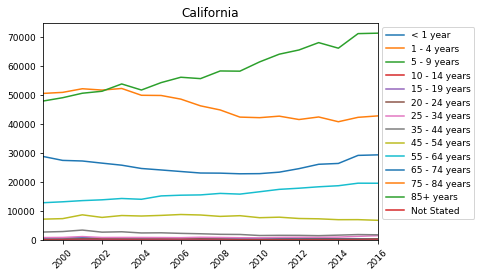 California
70000
60000
50000
40000
30000
20000
10000
0
2000
2002
2004
2006
2008
2010
2012
2014
2016
< 1 year
1 - 4 years
5 - 9 years
10 - 14 years
15 - 19 years
20 - 24 years
25 - 34 years
35 - 44 years
45 - 54 years
55 - 64 years
65 - 74 years
75 - 84 years
85+ years
Not Stated